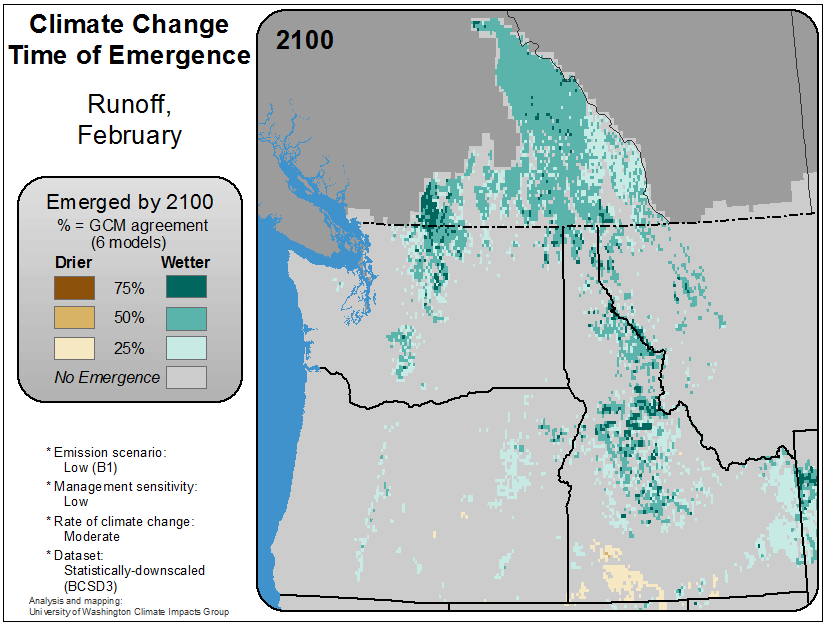 Climate Change
Time of Emergence
Runoff,
February
Emerged by 2100
% = GCM agreement
(6 models)
Drier Wetter
75%
50%
25%
No Emergence
* Emission scenario:
Low (B1)
* Management sensitivity:
Low
* Rate of climate change:
Moderate
* Dataset:
Statistically-downscaled
(BCSD3)
Analysis and mapping:
University of Washington Climate Impacts Group
2100